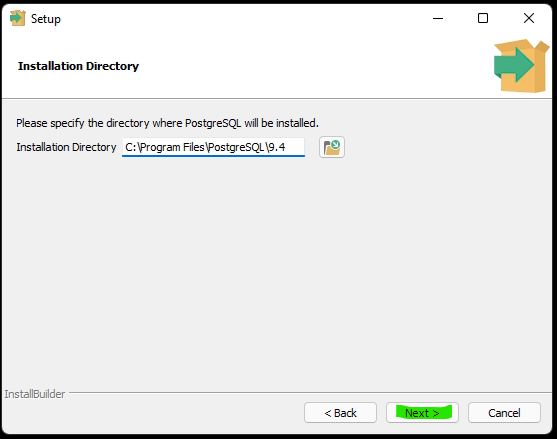 Setup
Installation Directory
Please specify the directory where PostgreSQL will be installed.
Installation Directory C:\Program Files\PostgreSQL\9.4
InstallBuilder
< Back Next > Cancel